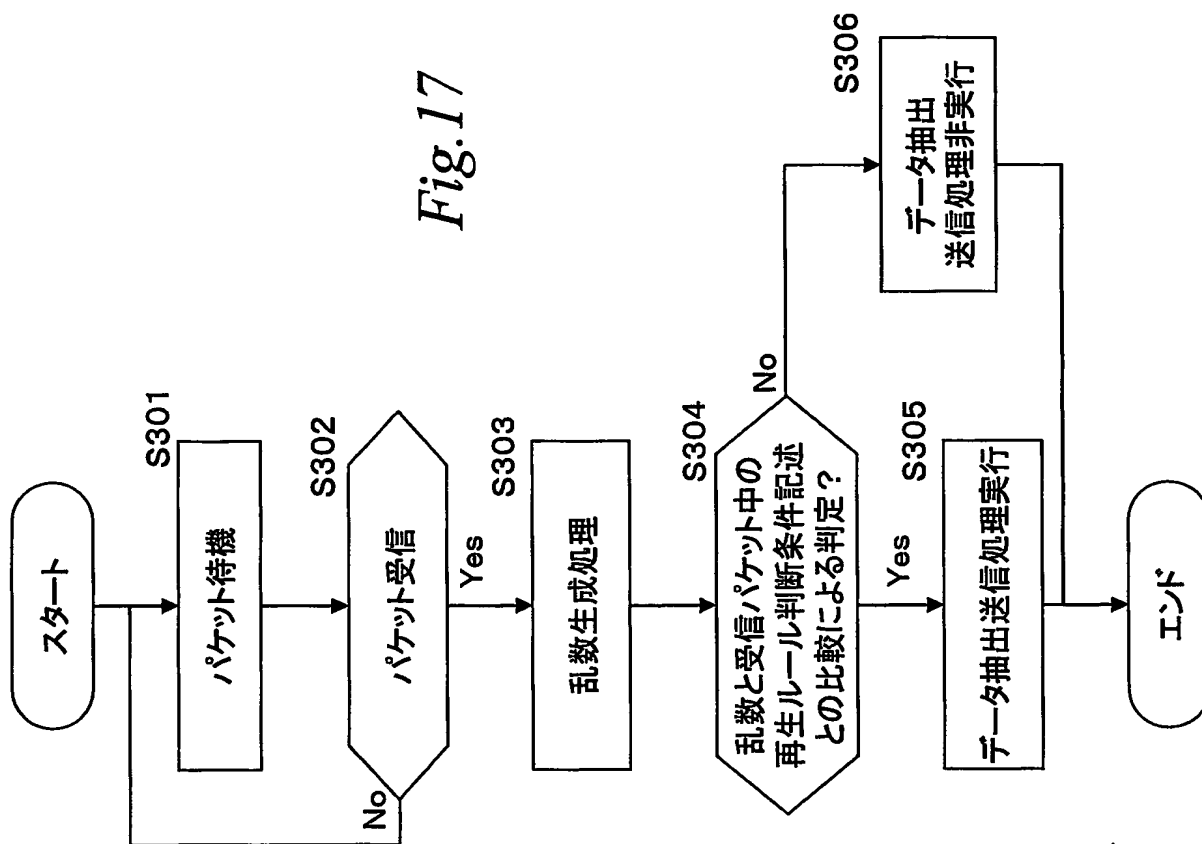 Fig.17
スタート
S301
パケット待機
S302
パケット受信
No
Yes
S303
乱数生成処理
S304
乱数と受信パケット中の
再生ルール判断条件記述
との比較による判定？
No
Yes
S305
データ抽出送信処理実行
S306
データ抽出
送信処理非実行
エンド